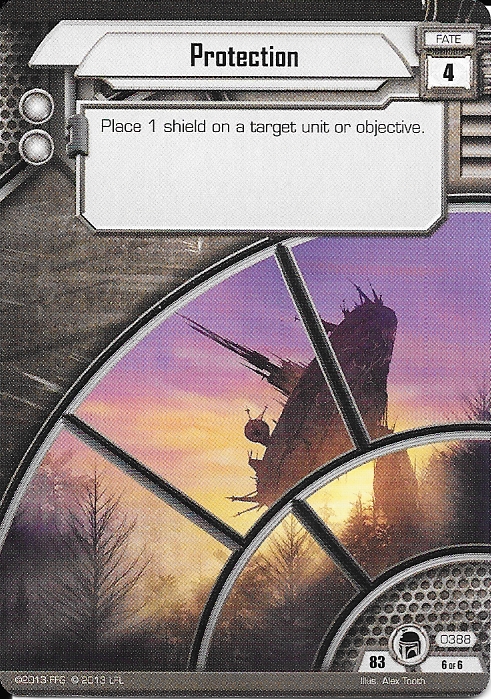 Protection
FATE
4
Place 1 shield on a target unit or objective.
0388
83
6 OF 6
©2013 FFG © 2013 LFL
Illus. Alex Tooth